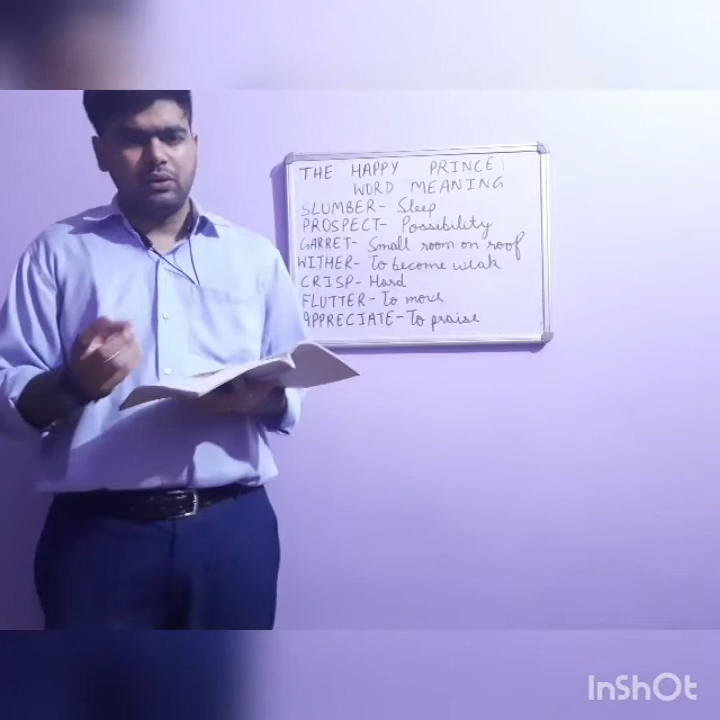 THE HAPPY PRINCE:
WORD MEANING
SLUMBER- Sleep
PROSPECT- Possibility
GARRET- Small room on roof
WITHER- To become weak
CRISP- Hard
FLUTTER- To move
APPRECIATE- To praise
InShOt